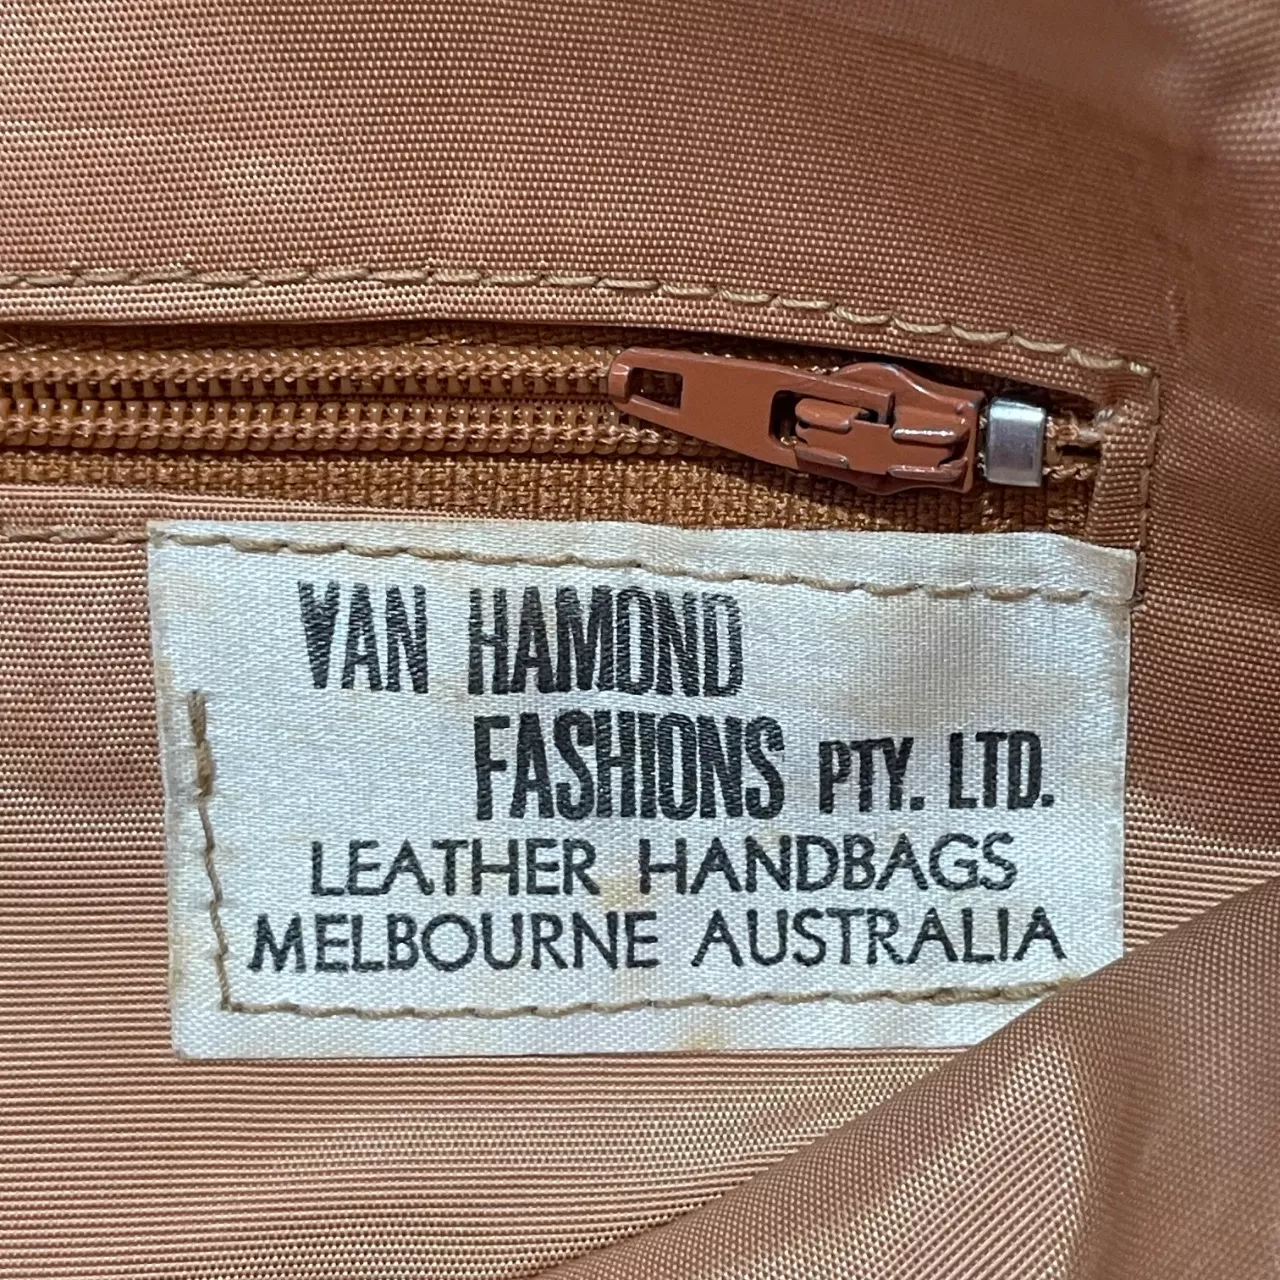 VAN HAMOND
FASHIONS PTY. LTD.
LEATHER HANDBAGS
MELBOURNE AUSTRALIA